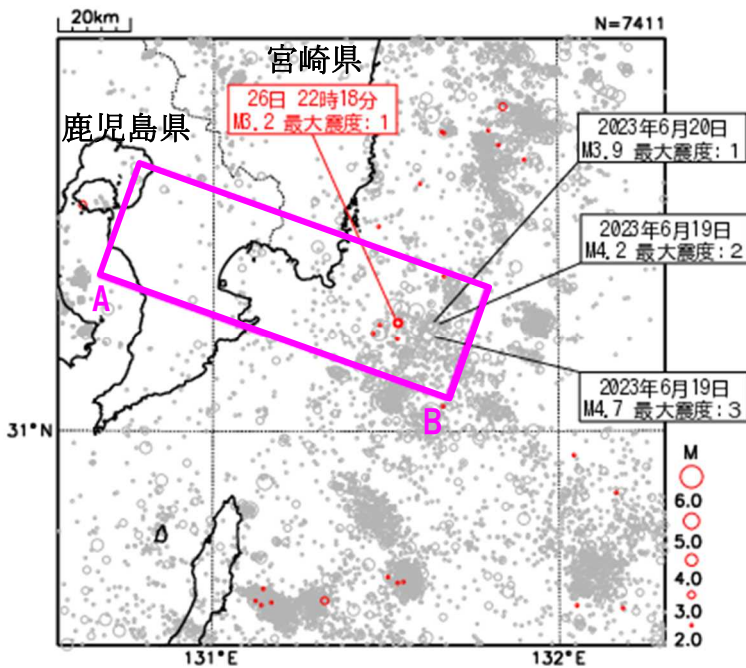 20km
N=7411
宮崎県
26日 22時18分
M3.2 最大震度:1
鹿児島県
2023年6月20日
M3.9 最大震度:1
2023年6月19日
M4.2 最大震度:2
A
2023年6月19日
M4.7 最大震度:3
B
31°N
M
6.0
5.0
4.0
3.0
2.0
131°E
132°E